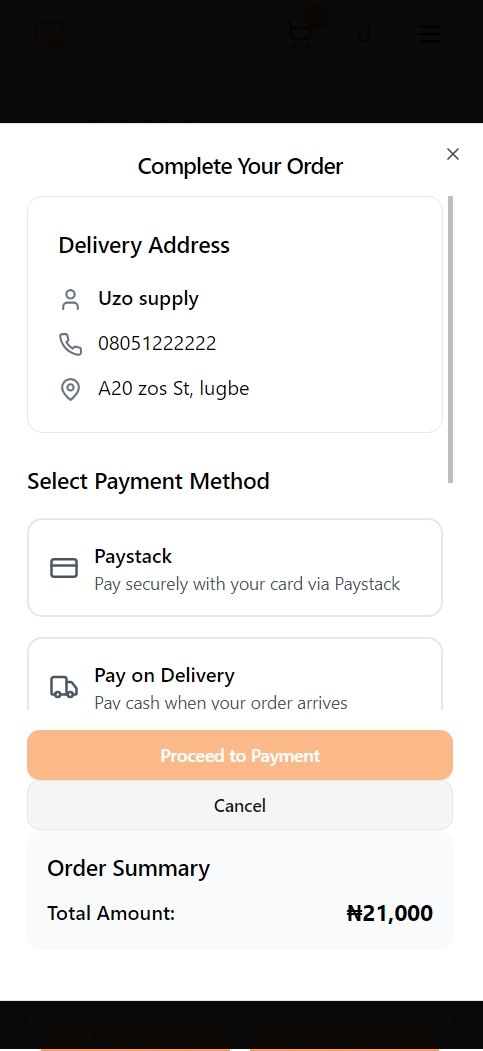 U
Complete Your Order
Delivery Address
Uzo supply
08051222222
A20 zos St, lugbe
Select Payment Method
Paystack
Pay securely with your card via Paystack
Pay on Delivery
Pay cash when your order arrives
Proceed to Payment
Cancel
Order Summary
Total Amount: ₦21,000